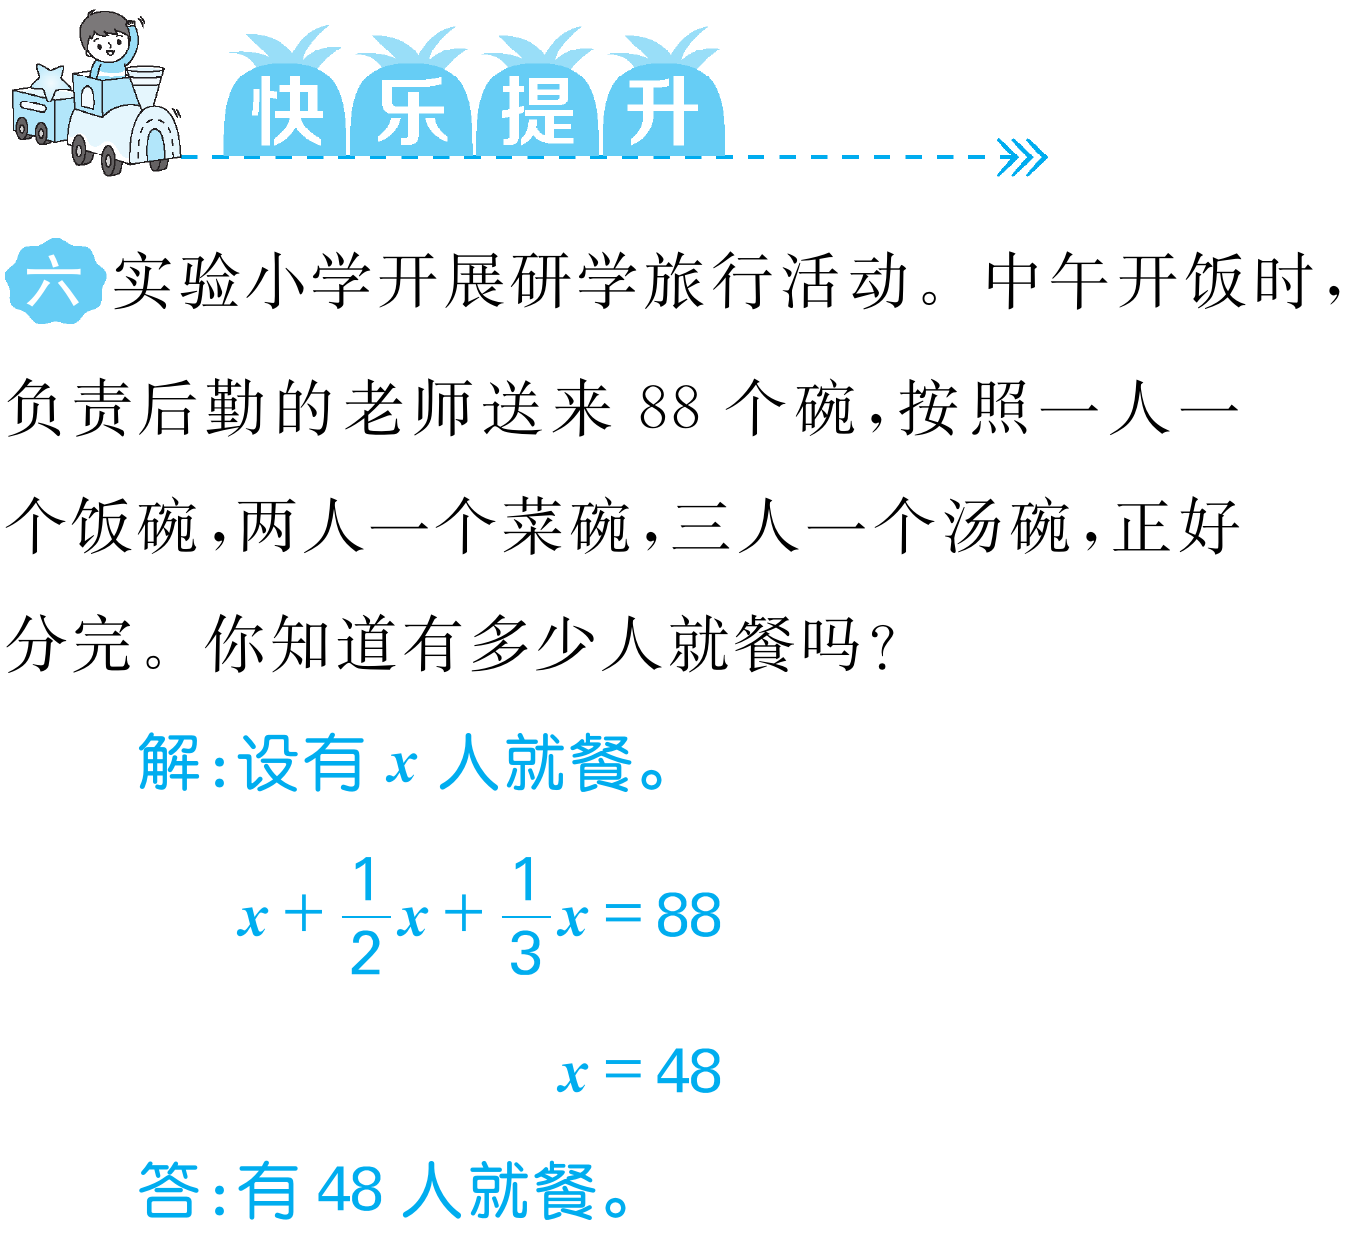 快乐提升
六 实验小学开展研学旅行活动。中午开饭时，
负责后勤的老师送来 88 个碗，按照一人一
个饭碗，两人一个菜碗，三人一个汤碗，正好
分完。你知道有多少人就餐吗？
解：设有 x 人就餐。
x + 1/2 x + 1/3 x = 88
x = 48
答：有 48 人就餐。